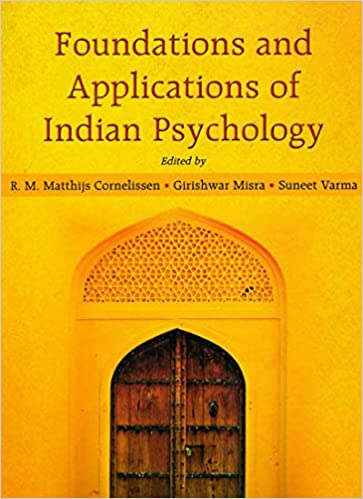 Foundations and
Applications of
Indian Psychology
Edited by
R. M. Matthijs Cornelissen • Girishwar Misra • Suneet Varma